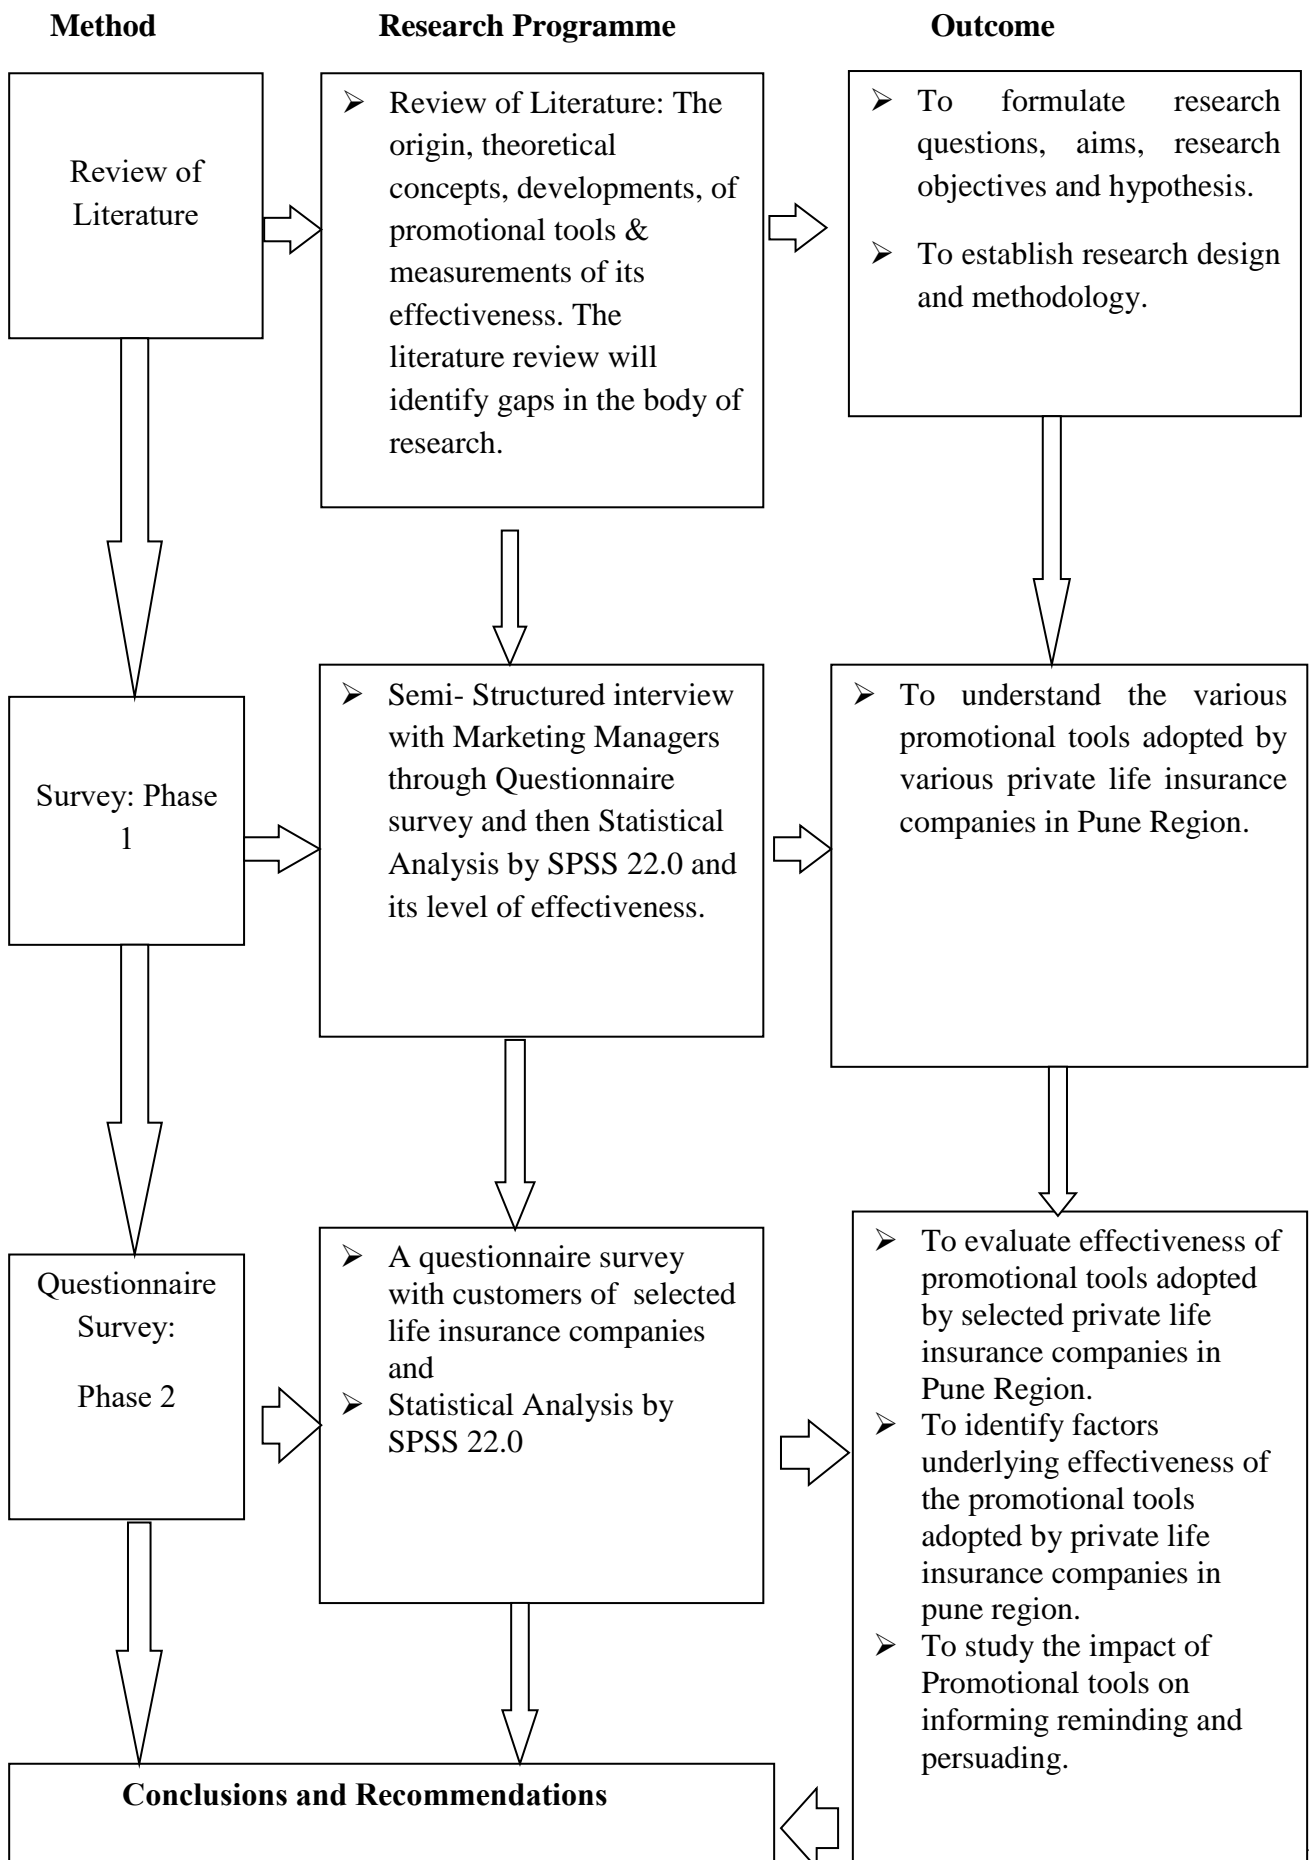 Method Research Programme Outcome
Review of
Literature
➢ Review of Literature: The
origin, theoretical
concepts, developments, of
promotional tools &
measurements of its
effectiveness. The
literature review will
identify gaps in the body of
research.
➢ To formulate research
questions, aims, research
objectives and hypothesis.
➢ To establish research design
and methodology.
Survey: Phase
1
➢ Semi- Structured interview
with Marketing Managers
through Questionnaire
survey and then Statistical
Analysis by SPSS 22.0 and
its level of effectiveness.
➢ To understand the various
promotional tools adopted by
various private life insurance
companies in Pune Region.
Questionnaire
Survey:
Phase 2
➢ A questionnaire survey
with customers of selected
life insurance companies
and
➢ Statistical Analysis by
SPSS 22.0
➢ To evaluate effectiveness of
promotional tools adopted
by selected private life
insurance companies in
Pune Region.
➢ To identify factors
underlying effectiveness of
the promotional tools
adopted by private life
insurance companies in
pune region.
➢ To study the impact of
Promotional tools on
informing reminding and
persuading.
Conclusions and Recommendations